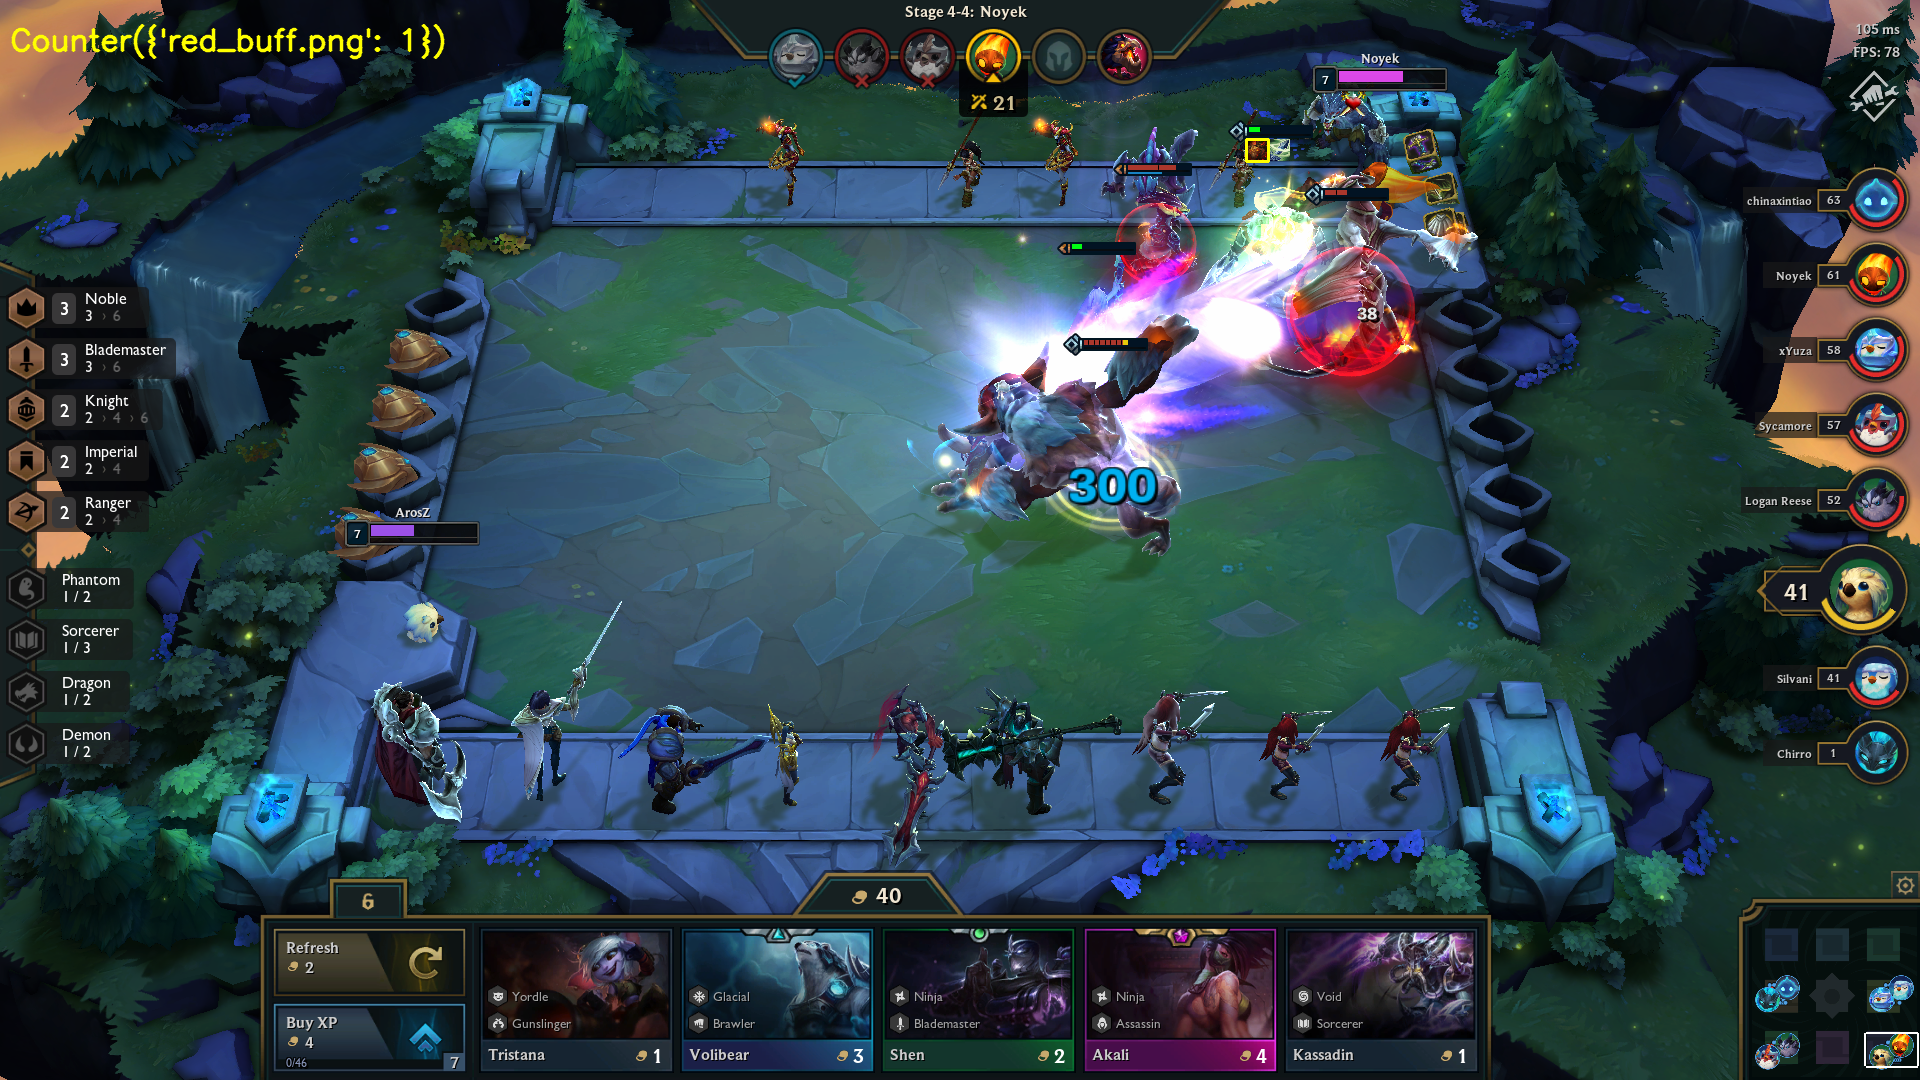 Counter({'red_buff.png': 1})
Stage 4-4: Noyek
21
105 ms
FPS: 78
Noyek
7
chinaxintiao 63
Noyek 61
xYuza 58
Sycamore 57
Logan Reese 52
41
Silvani 41
Chirro 1
3 Noble
3 › 6
3 Blademaster
3 › 6
2 Knight
2 › 4 › 6
2 Imperial
2 › 4
2 Ranger
2 › 4
Phantom
1 / 2
Sorcerer
1 / 3
Dragon
1 / 2
Demon
1 / 2
ArosZ
7
38
300
6
40
Refresh
2
Buy XP
4
0/46
7
Yordle
Gunslinger
Tristana 1
Glacial
Brawler
Volibear 3
Ninja
Blademaster
Shen 2
Ninja
Assassin
Akali 4
Void
Sorcerer
Kassadin 1